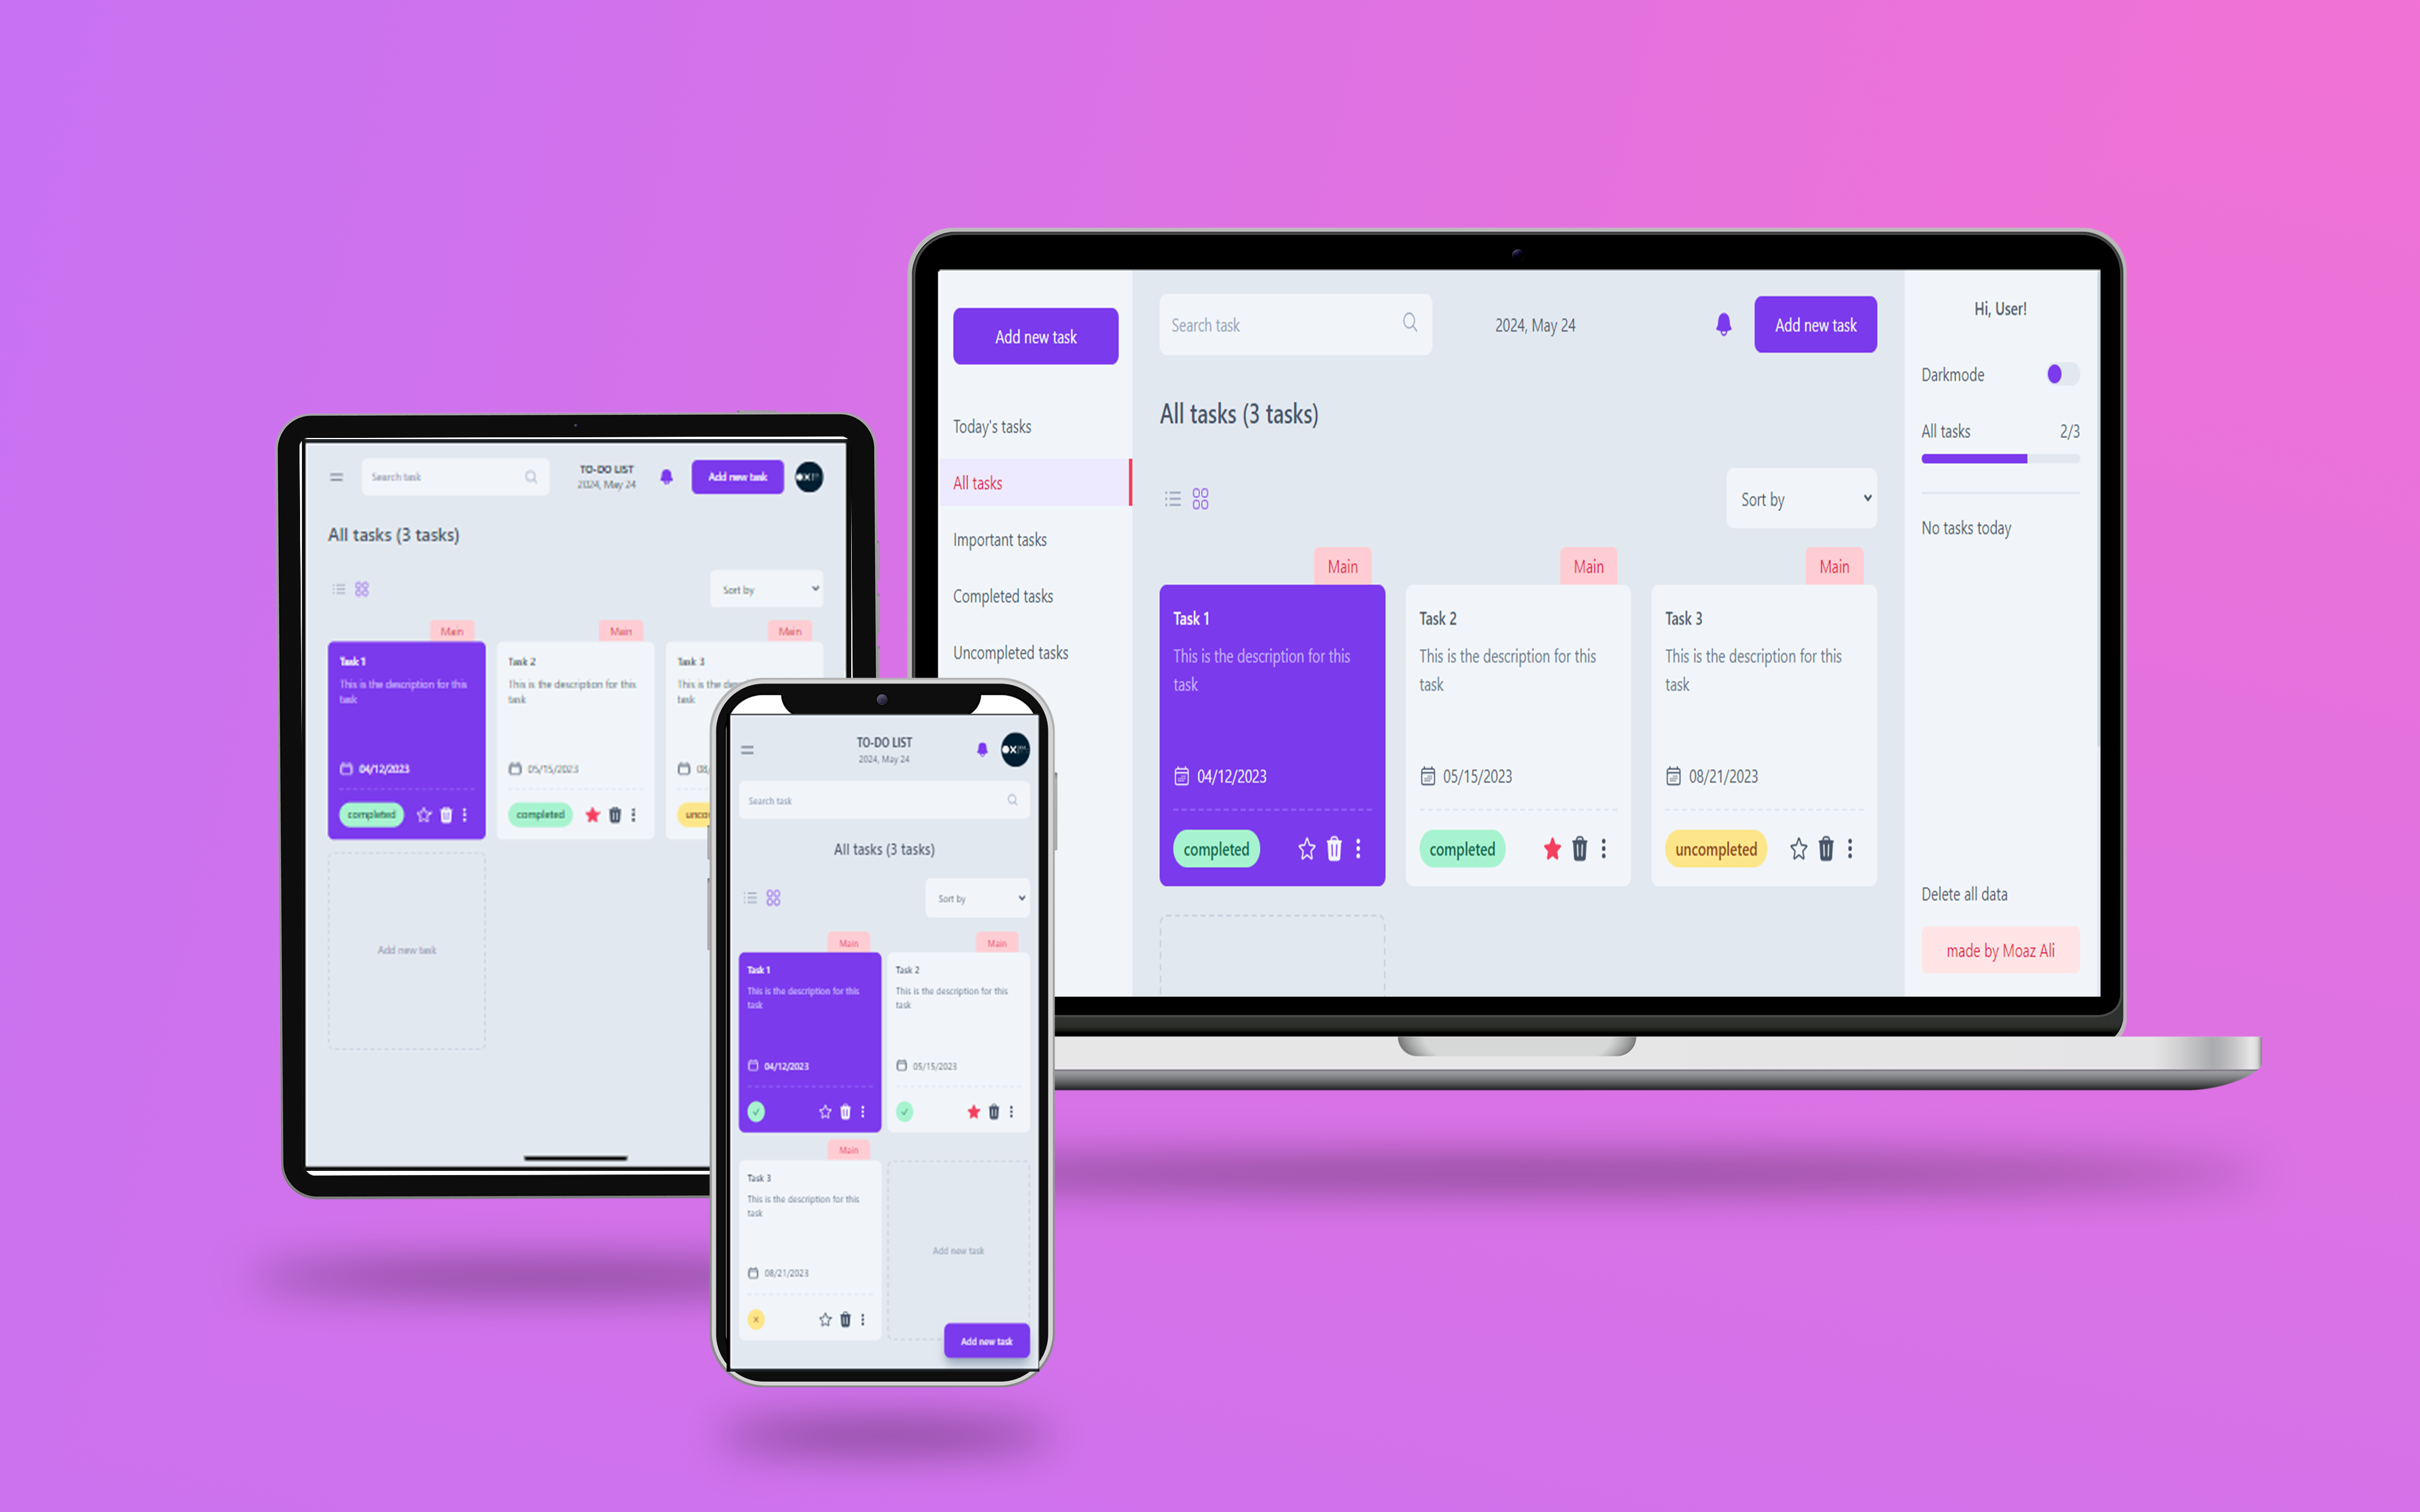 Add new task
Today's tasks
All tasks
Important tasks
Completed tasks
Uncompleted tasks
Search task
2024, May 24
Add new task
All tasks (3 tasks)
Sort by
Main
Task 1
This is the description for this
task
04/12/2023
completed
Main
Task 2
This is the description for this
task
05/15/2023
completed
Main
Task 3
This is the description for this
task
08/21/2023
uncompleted
Hi, User!
Darkmode
All tasks 2/3
No tasks today
Delete all data
made by Moaz Ali
Search task
TO-DO LIST
2024, May 24
Add new task
All tasks (3 tasks)
Sort by
Main
Task 1
This is the description for this
task
04/12/2023
completed
Main
Task 2
This is the description for this
task
05/15/2023
completed
Main
Task 3
This is the des
task
08/
unco
Add new task
TO-DO LIST
2024, May 24
Search task
All tasks (3 tasks)
Sort by
Main
Task 1
This is the description for this
task
04/12/2023
Main
Task 2
This is the description for this
task
05/15/2023
Main
Task 3
This is the description for this
task
08/21/2023
Add new task
Add new task